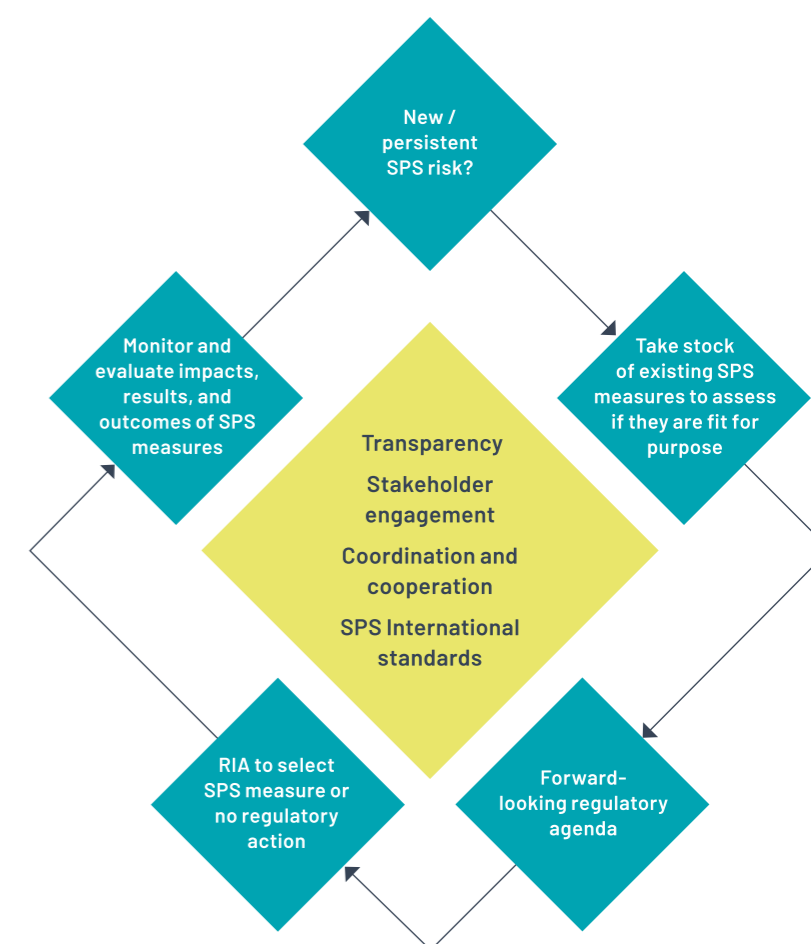 New /
persistent
SPS risk?
Take stock
of existing SPS
measures to assess
if they are fit for
purpose
Forward-
looking regulatory
agenda
RIA to select
SPS measure or
no regulatory
action
Monitor and
evaluate impacts,
results, and
outcomes of SPS
measures
Transparency
Stakeholder
engagement
Coordination and
cooperation
SPS International
standards